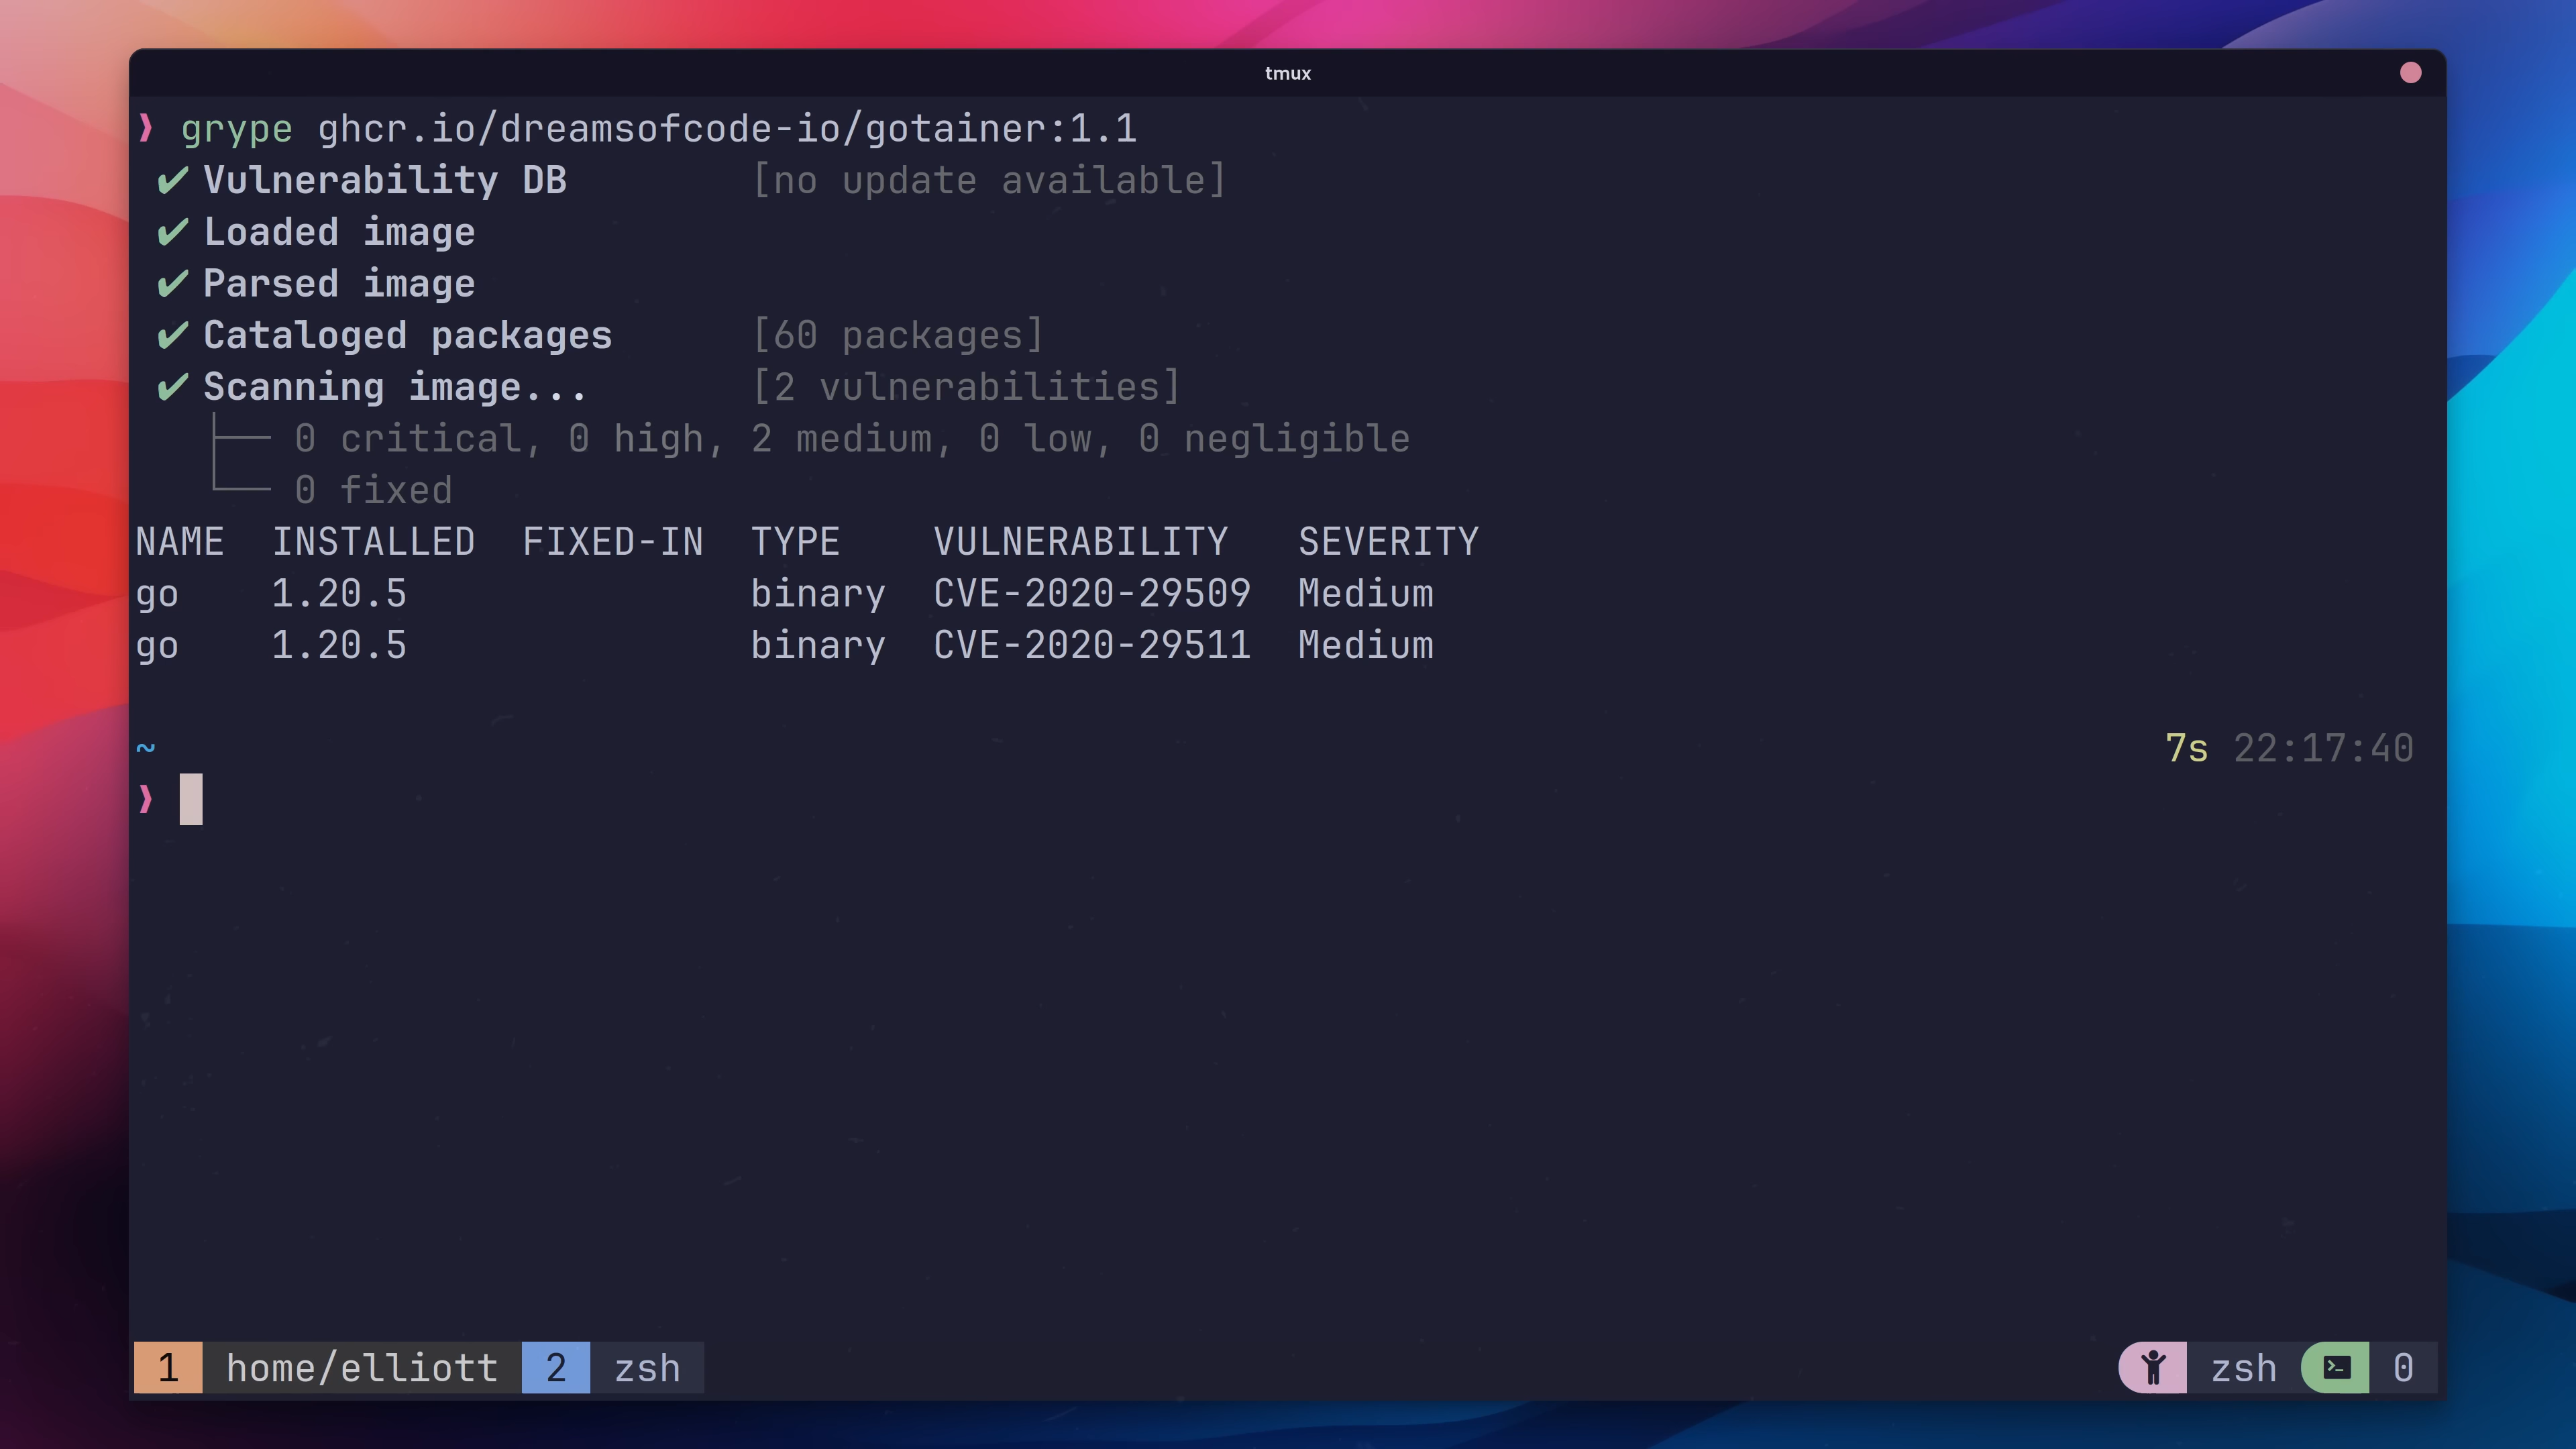 tmux
❯ grype ghcr.io/dreamsofcode-io/gotainer:1.1
✔ Vulnerability DB [no update available]
✔ Loaded image
✔ Parsed image
✔ Cataloged packages [60 packages]
✔ Scanning image... [2 vulnerabilities]
├── 0 critical, 0 high, 2 medium, 0 low, 0 negligible
└── 0 fixed
NAME INSTALLED FIXED-IN TYPE VULNERABILITY SEVERITY
go 1.20.5 binary CVE-2020-29509 Medium
go 1.20.5 binary CVE-2020-29511 Medium
~ 7s 22:17:40
❯
1 home/elliott 2 zsh zsh 0